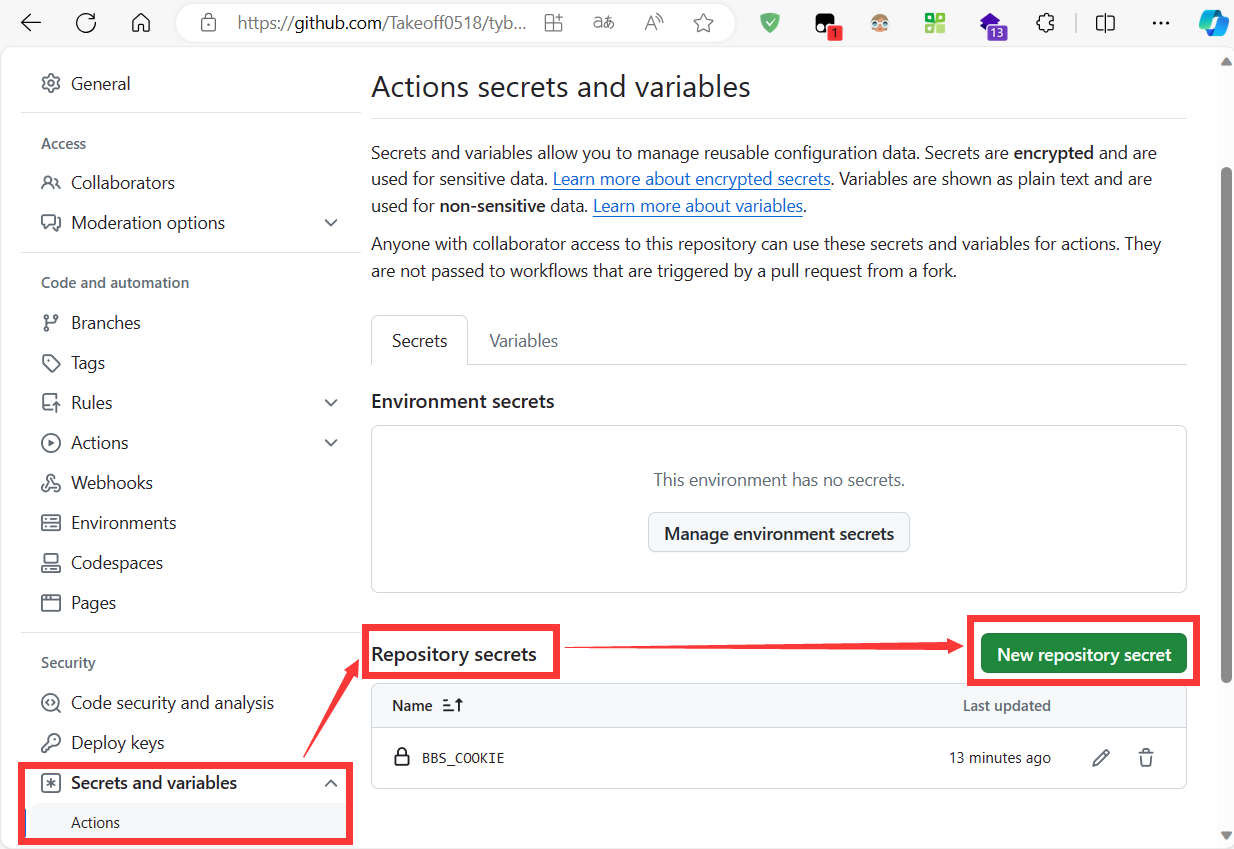 https://github.com/Takeoff0518/tyb...
1
13
General
Access
Collaborators
Moderation options
Code and automation
Branches
Tags
Rules
Actions
Webhooks
Environments
Codespaces
Pages
Security
Code security and analysis
Deploy keys
Secrets and variables
Actions
Actions secrets and variables
Secrets and variables allow you to manage reusable configuration data. Secrets are encrypted and are
used for sensitive data. Learn more about encrypted secrets. Variables are shown as plain text and are
used for non-sensitive data. Learn more about variables.
Anyone with collaborator access to this repository can use these secrets and variables for actions. They
are not passed to workflows that are triggered by a pull request from a fork.
Secrets Variables
Environment secrets
This environment has no secrets.
Manage environment secrets
Repository secrets New repository secret
Name Last updated
BBS_COOKIE 13 minutes ago